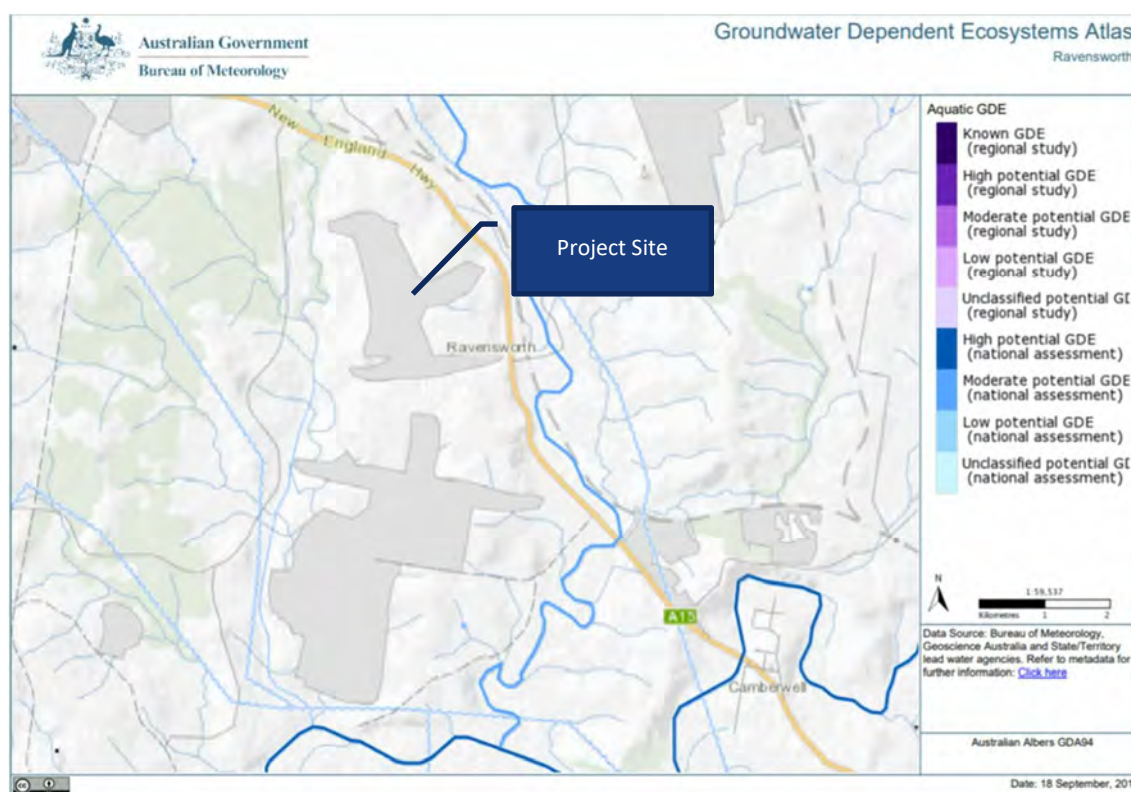 Australian Government
Bureau of Meteorology
Groundwater Dependent Ecosystems Atlas
Ravensworth
New England Hwy
Project Site
Ravensworth
A15
Camberwell
Aquatic GDE
Known GDE
(regional study)
High potential GDE
(regional study)
Moderate potential GDE
(regional study)
Low potential GDE
(regional study)
Unclassified potential
(regional study)
High potential GDE
(national assessment)
Moderate potential GDE
(national assessment)
Low potential GDE
(national assessment)
Unclassified potential
(national assessment)
N
1:59,537
Kilometres 1 2
Data Source: Bureau of Meteorology,
Geoscience Australia and State/Territory
lead water agencies. Refer to metadata for
further information: Click here
Australian Albers GDA94
Date: 18 September, 201
cc